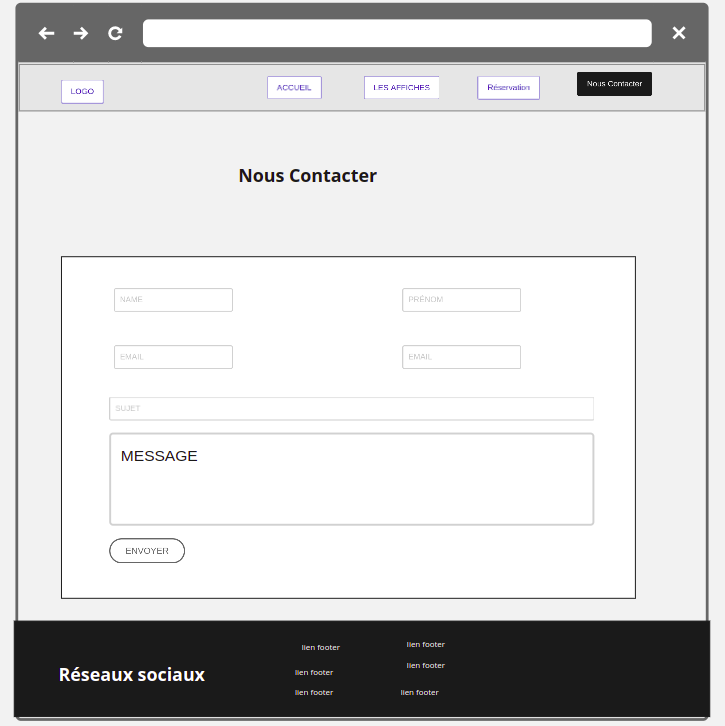 LOGO
ACCUEIL
LES AFFICHES
Réservation
Nous Contacter
Nous Contacter
NAME
PRÉNOM
EMAIL
EMAIL
SUJET
MESSAGE
ENVOYER
Réseaux sociaux
lien footer
lien footer
lien footer
lien footer
lien footer
lien footer